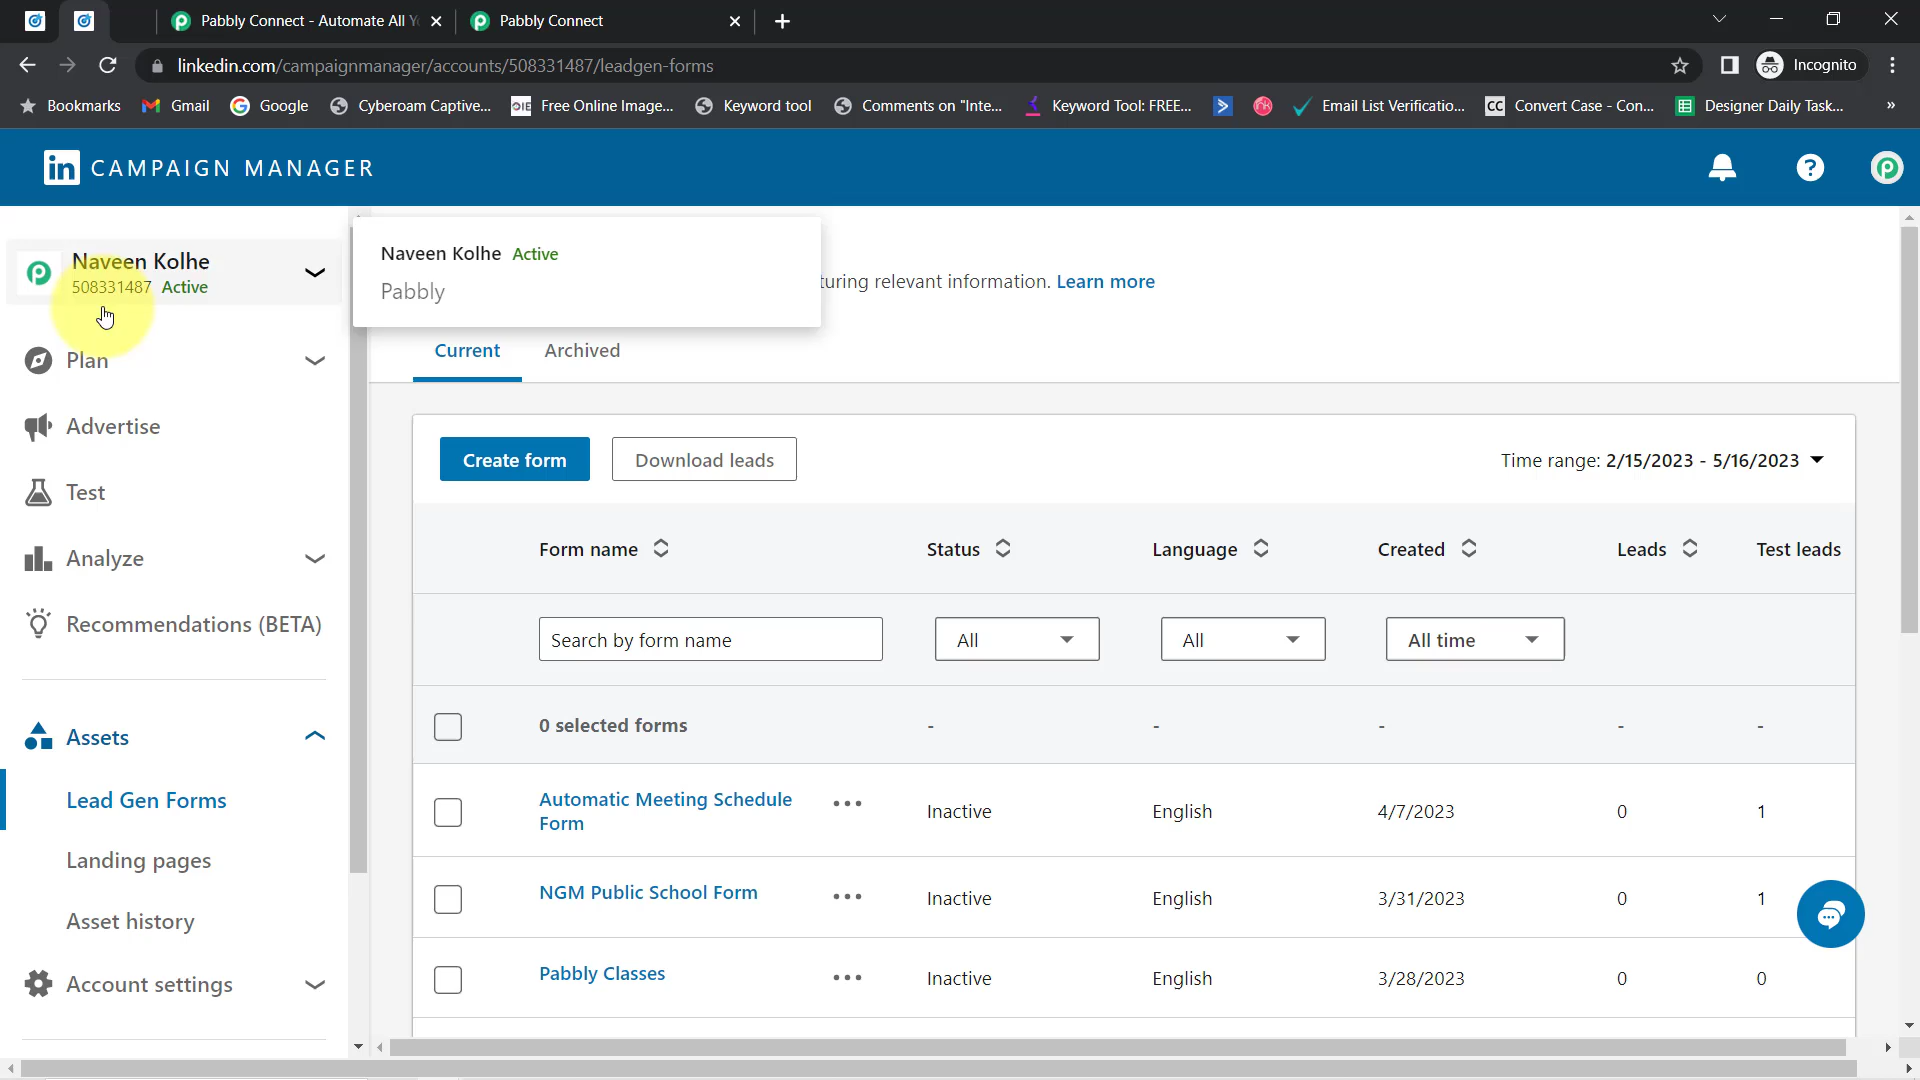 Pabbly Connect - Automate All Y
Pabbly Connect
linkedin.com/campaignmanager/accounts/508331487/leadgen-forms
Incognito
Bookmarks
Gmail
Google
Cyberoam Captive...
OIE
Free Online Image...
Keyword tool
Comments on "Inte...
Keyword Tool: FREE...
Email List Verificatio...
CC
Convert Case - Con...
Designer Daily Task...
in CAMPAIGN MANAGER
Naveen Kolhe
508331487 Active
Naveen Kolhe Active
Pabbly
turing relevant information. Learn more
Plan
Advertise
Test
Analyze
Recommendations (BETA)
Assets
Lead Gen Forms
Landing pages
Asset history
Account settings
Current
Archived
Create form
Download leads
Time range: 2/15/2023 - 5/16/2023
Form name
Status
Language
Created
Leads
Test leads
Search by form name
All
All
All time
0 selected forms - - - - -
Automatic Meeting Schedule
Form
Inactive English 4/7/2023 0 1
NGM Public School Form Inactive English 3/31/2023 0 1
Pabbly Classes Inactive English 3/28/2023 0 0